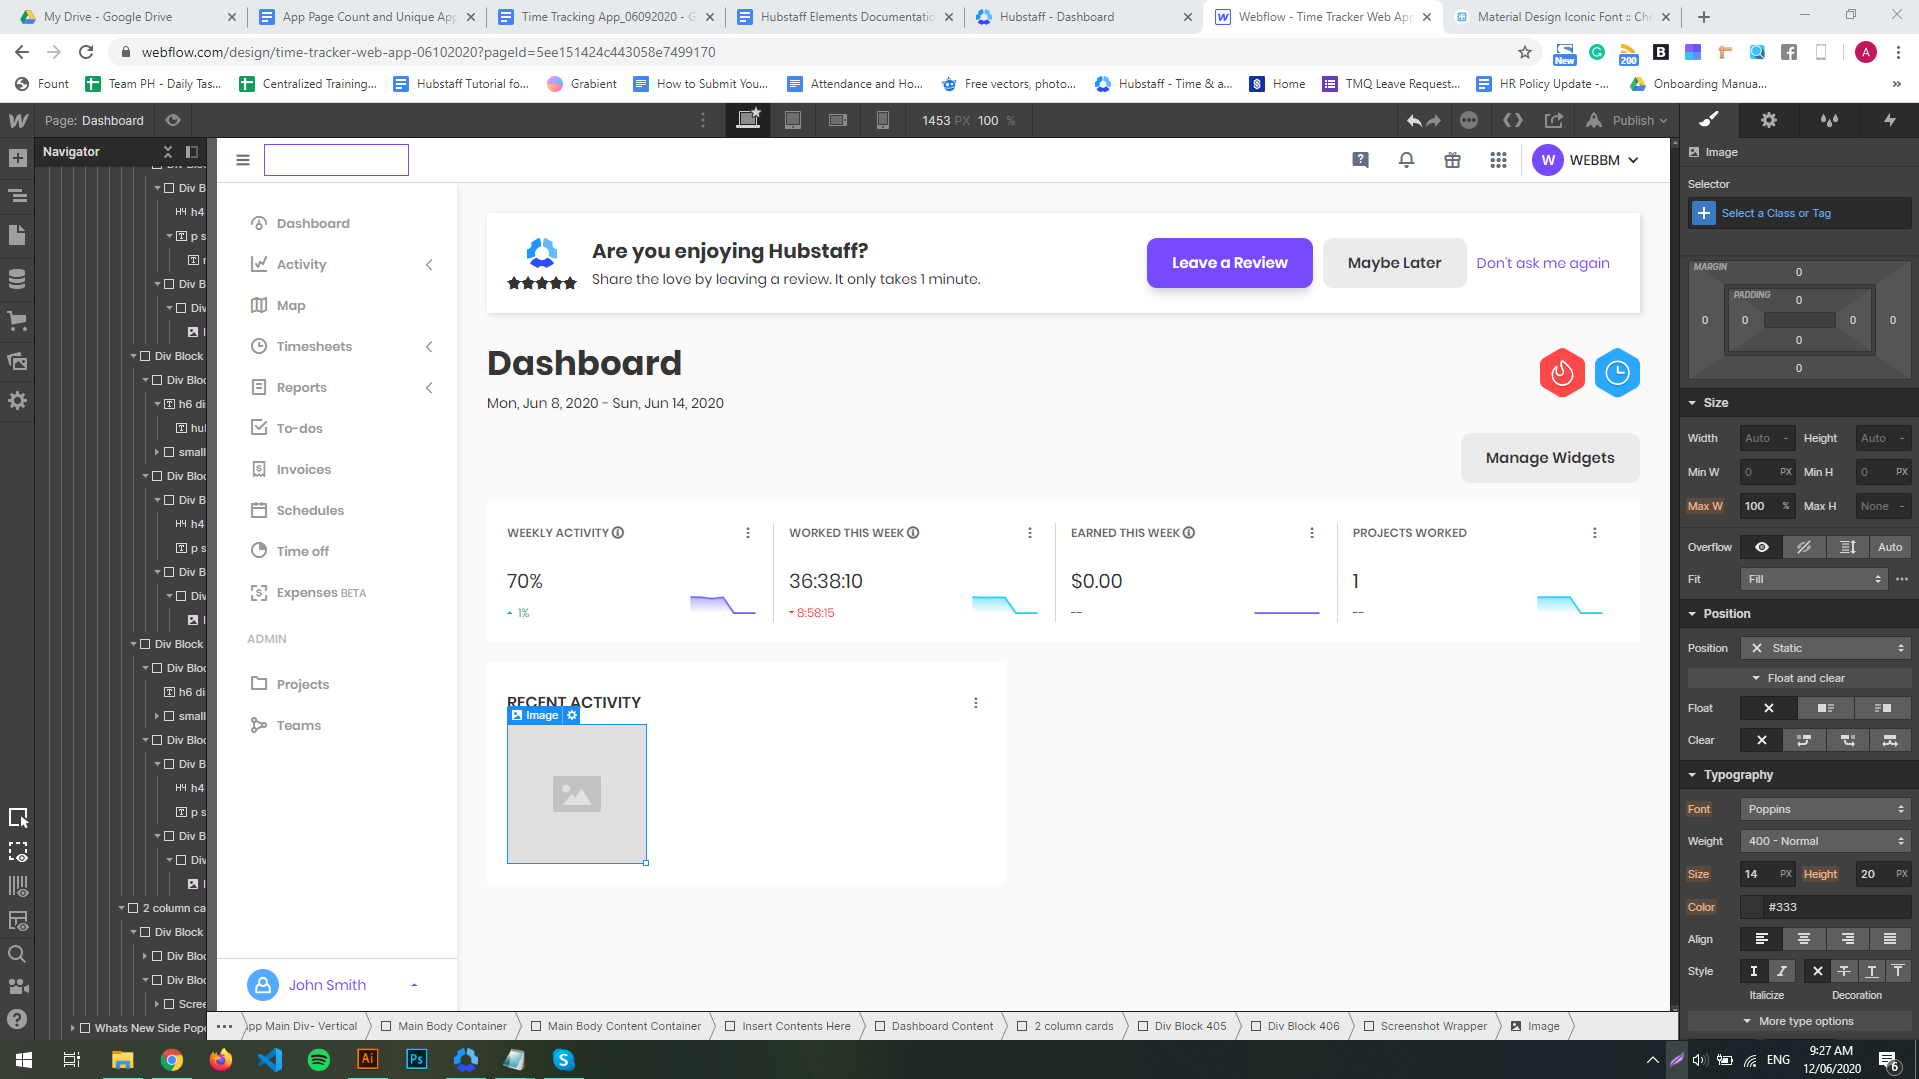 My Drive - Google Drive
App Page Count and Unique App
Time Tracking App_06092020 - G
Hubstaff Elements Documentatio
Hubstaff - Dashboard
Webflow - Time Tracker Web App
Material Design Iconic Font :: Che
webflow.com/design/time-tracker-web-app-06102020?pageId=5ee151424c443058e7499170
New
200
B
A
Fount
Team PH - Daily Tas...
Centralized Training...
Hubstaff Tutorial fo...
Grabient
How to Submit You...
Attendance and Ho...
Free vectors, photo...
Hubstaff - Time & a...
Home
TMQ Leave Request...
HR Policy Update -...
Onboarding Manua...
Page: Dashboard
1453 PX 100 %
Publish
Navigator
Div B
H4 h4
p s
Div B
Div
Div Block
Div Bloc
h6 di
hul
small
Div Bloc
Div B
H4 h4
p s
Div B
Div
Div Block
Div Bloc
h6 di
small
Div Bloc
Div B
H4 h4
p s
Div B
Div
2 column ca
Div Block
Div Bloc
Div Bloc
Scree
Whats New Side Popo
W WEBBM
Dashboard
Activity
Map
Timesheets
Reports
To-dos
Invoices
Schedules
Time off
Expenses BETA
ADMIN
Projects
Teams
John Smith
Are you enjoying Hubstaff?
Share the love by leaving a review. It only takes 1 minute.
Leave a Review
Maybe Later
Don't ask me again
Dashboard
Mon, Jun 8, 2020 - Sun, Jun 14, 2020
Manage Widgets
WEEKLY ACTIVITY
70%
1%
WORKED THIS WEEK
36:38:10
8:58:15
EARNED THIS WEEK
$0.00
--
PROJECTS WORKED
1
--
RECENT ACTIVITY
Image
Image
Selector
Select a Class or Tag
MARGIN
0
PADDING
0
0 0 0 0
0
0
Size
Width Auto - Height Auto -
Min W 0 PX Min H 0 PX
Max W 100 % Max H None -
Overflow Auto
Fit Fill
Position
Position Static
Float and clear
Float
Clear
Typography
Font Poppins
Weight 400 - Normal
Size 14 PX Height 20 PX
Color #333
Align
Style
Italicize Decoration
More type options
App Main Div- Vertical
Main Body Container
Main Body Content Container
Insert Contents Here
Dashboard Content
2 column cards
Div Block 405
Div Block 406
Screenshot Wrapper
Image
Ai
Ps
ENG
9:27 AM
12/06/2020
6